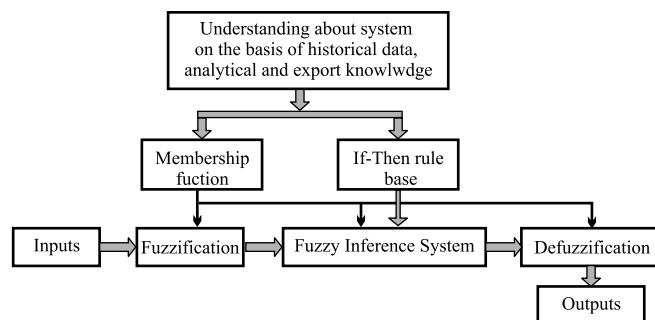 Understanding about system
on the basis of historical data,
analytical and export knowlwdge
Membership
fuction
If-Then rule
base
Inputs
Fuzzification
Fuzzy Inference System
Defuzzification
Outputs